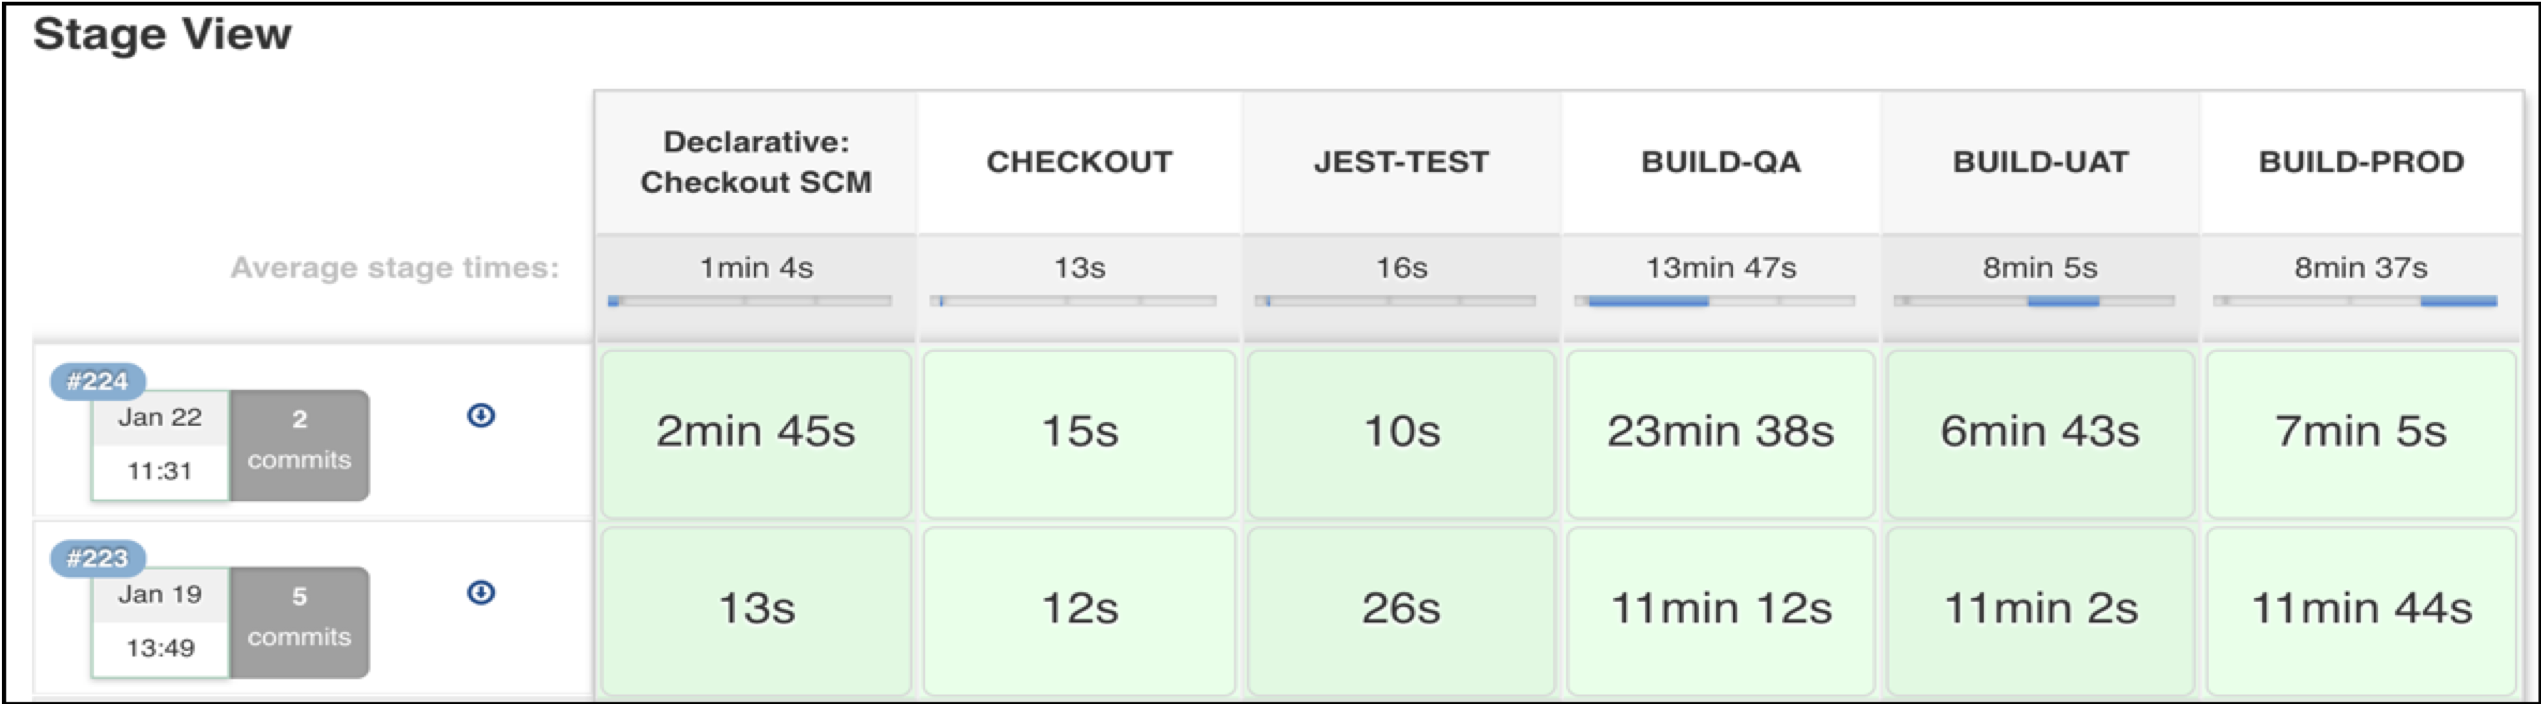 Stage View
Declarative:
Checkout SCM
CHECKOUT
JEST-TEST
BUILD-QA
BUILD-UAT
BUILD-PROD
Average stage times:
1min 4s
13s
16s
13min 47s
8min 5s
8min 37s
#224
Jan 22
11:31
2
commits
2min 45s
15s
10s
23min 38s
6min 43s
7min 5s
#223
Jan 19
13:49
5
commits
13s
12s
26s
11min 12s
11min 2s
11min 44s